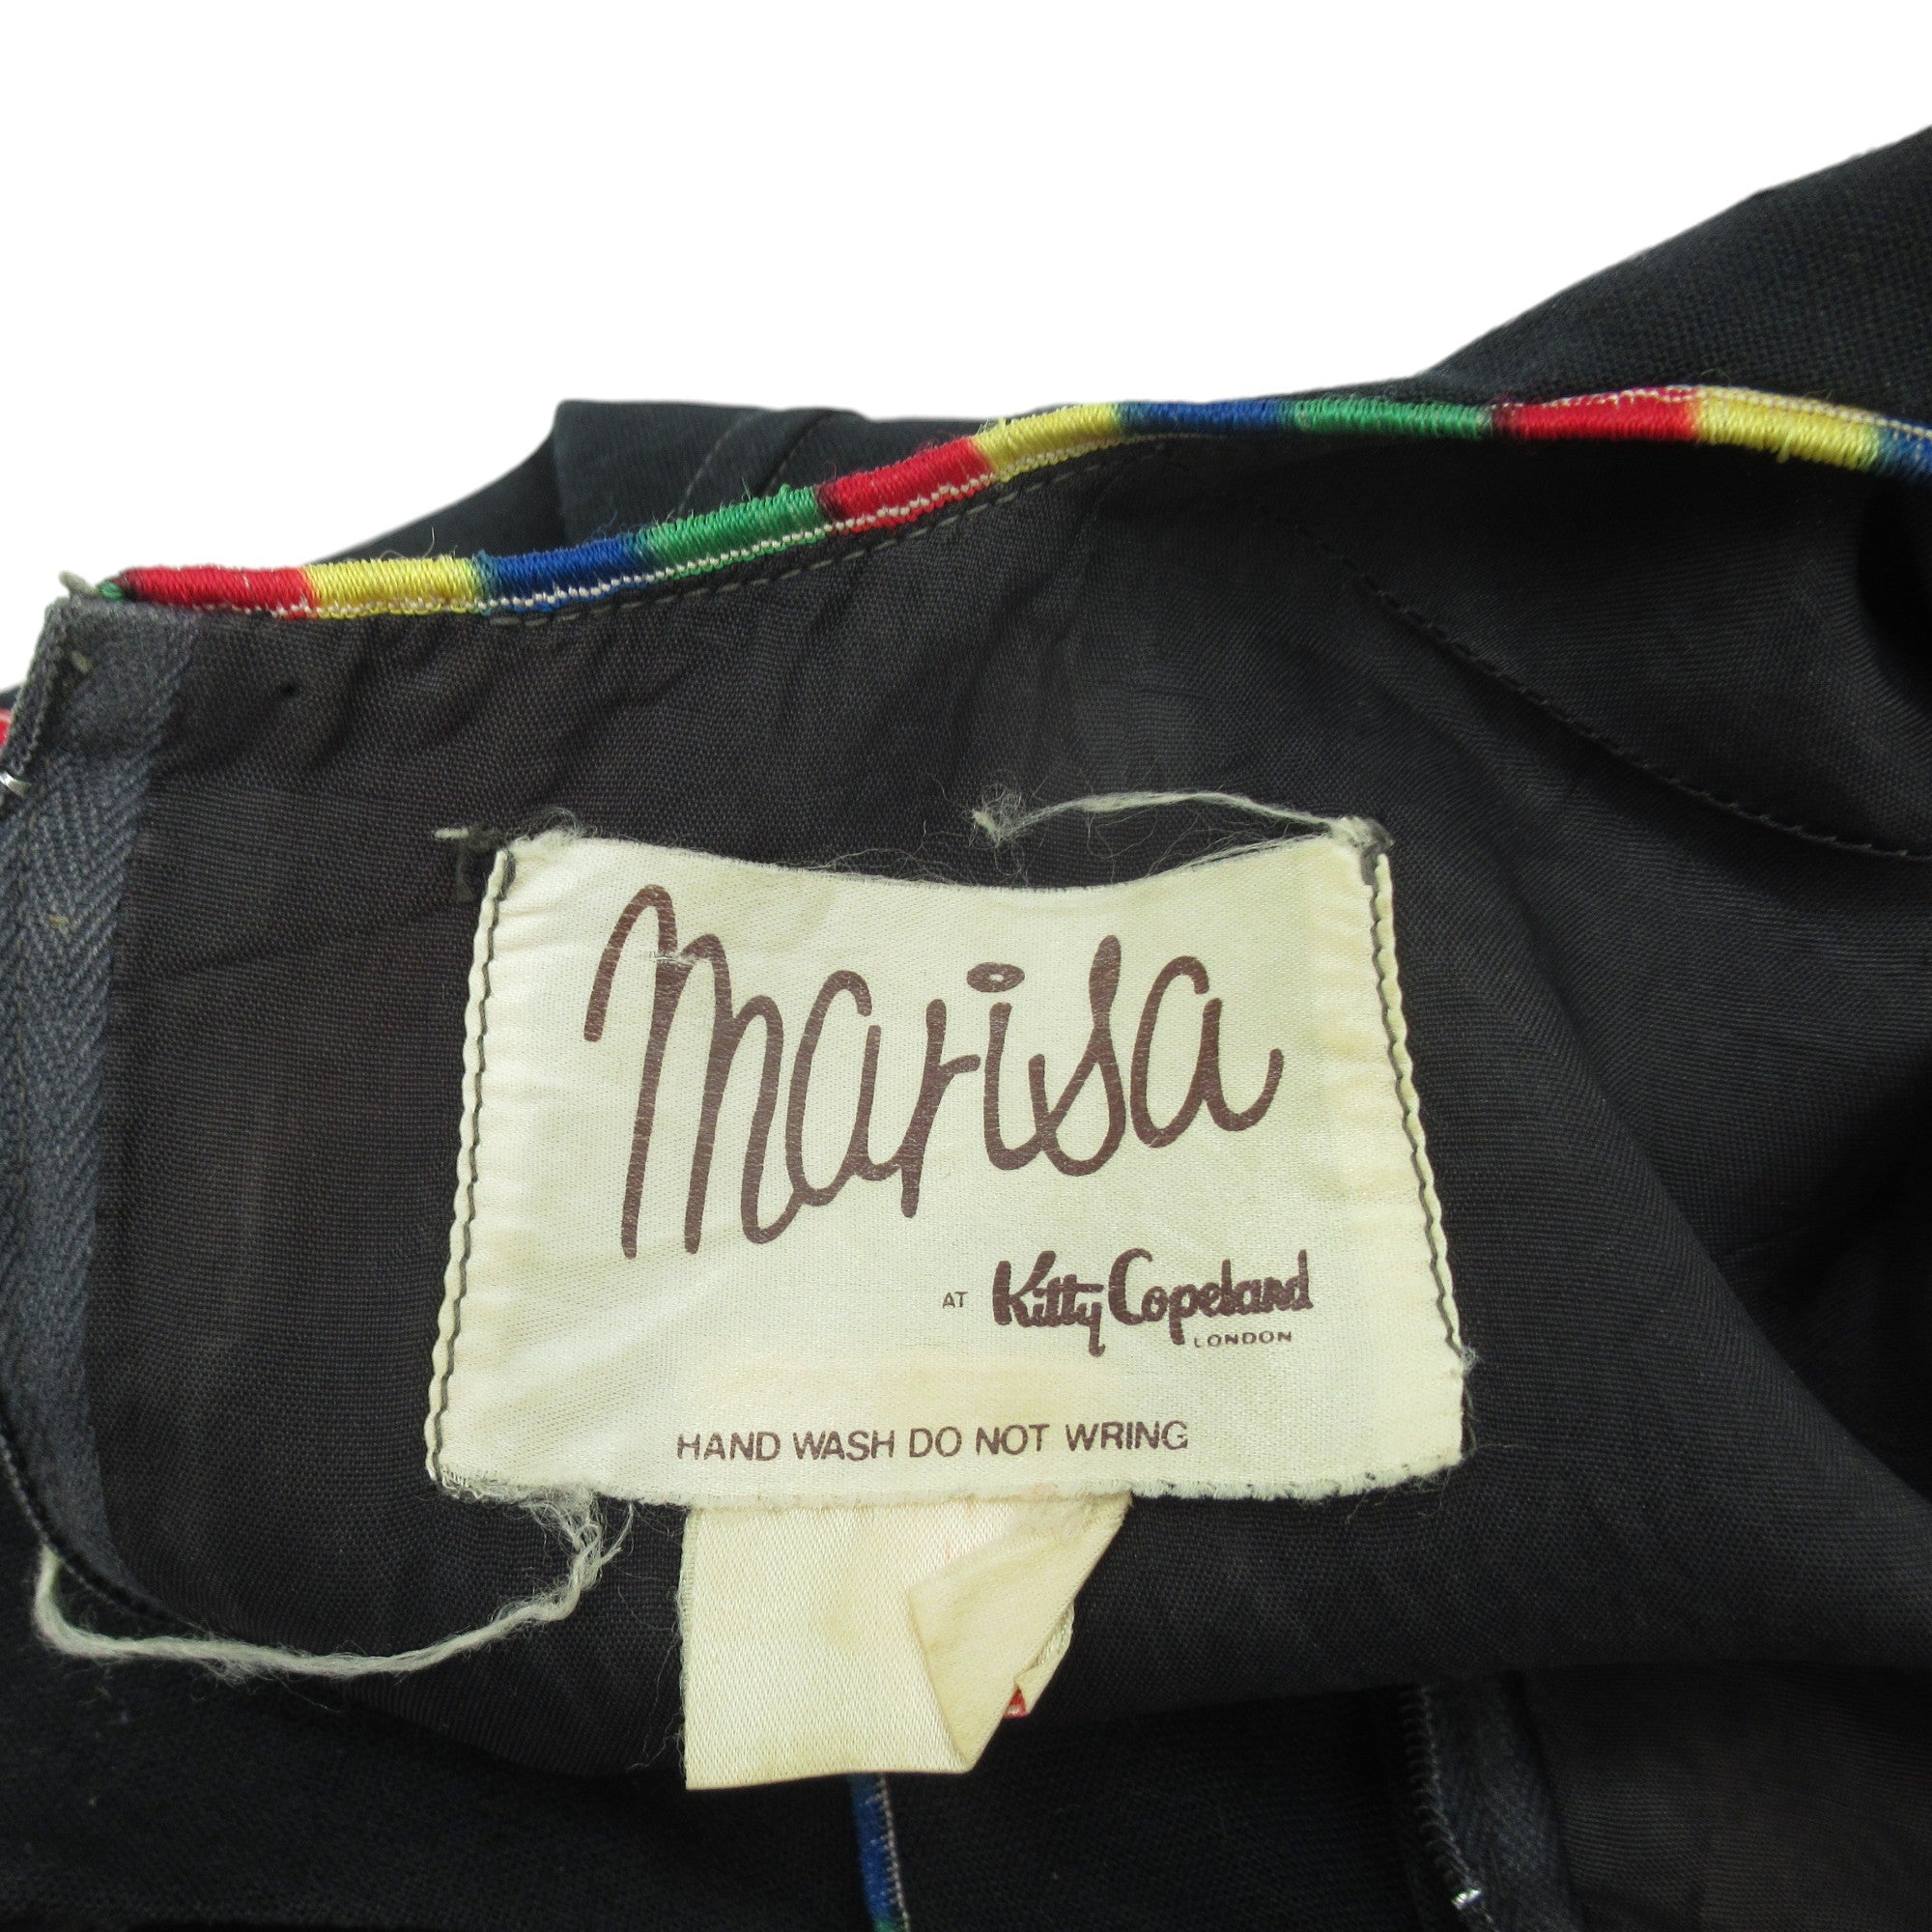 marisa
AT Kitty Copeland
LONDON
HAND WASH DO NOT WRING